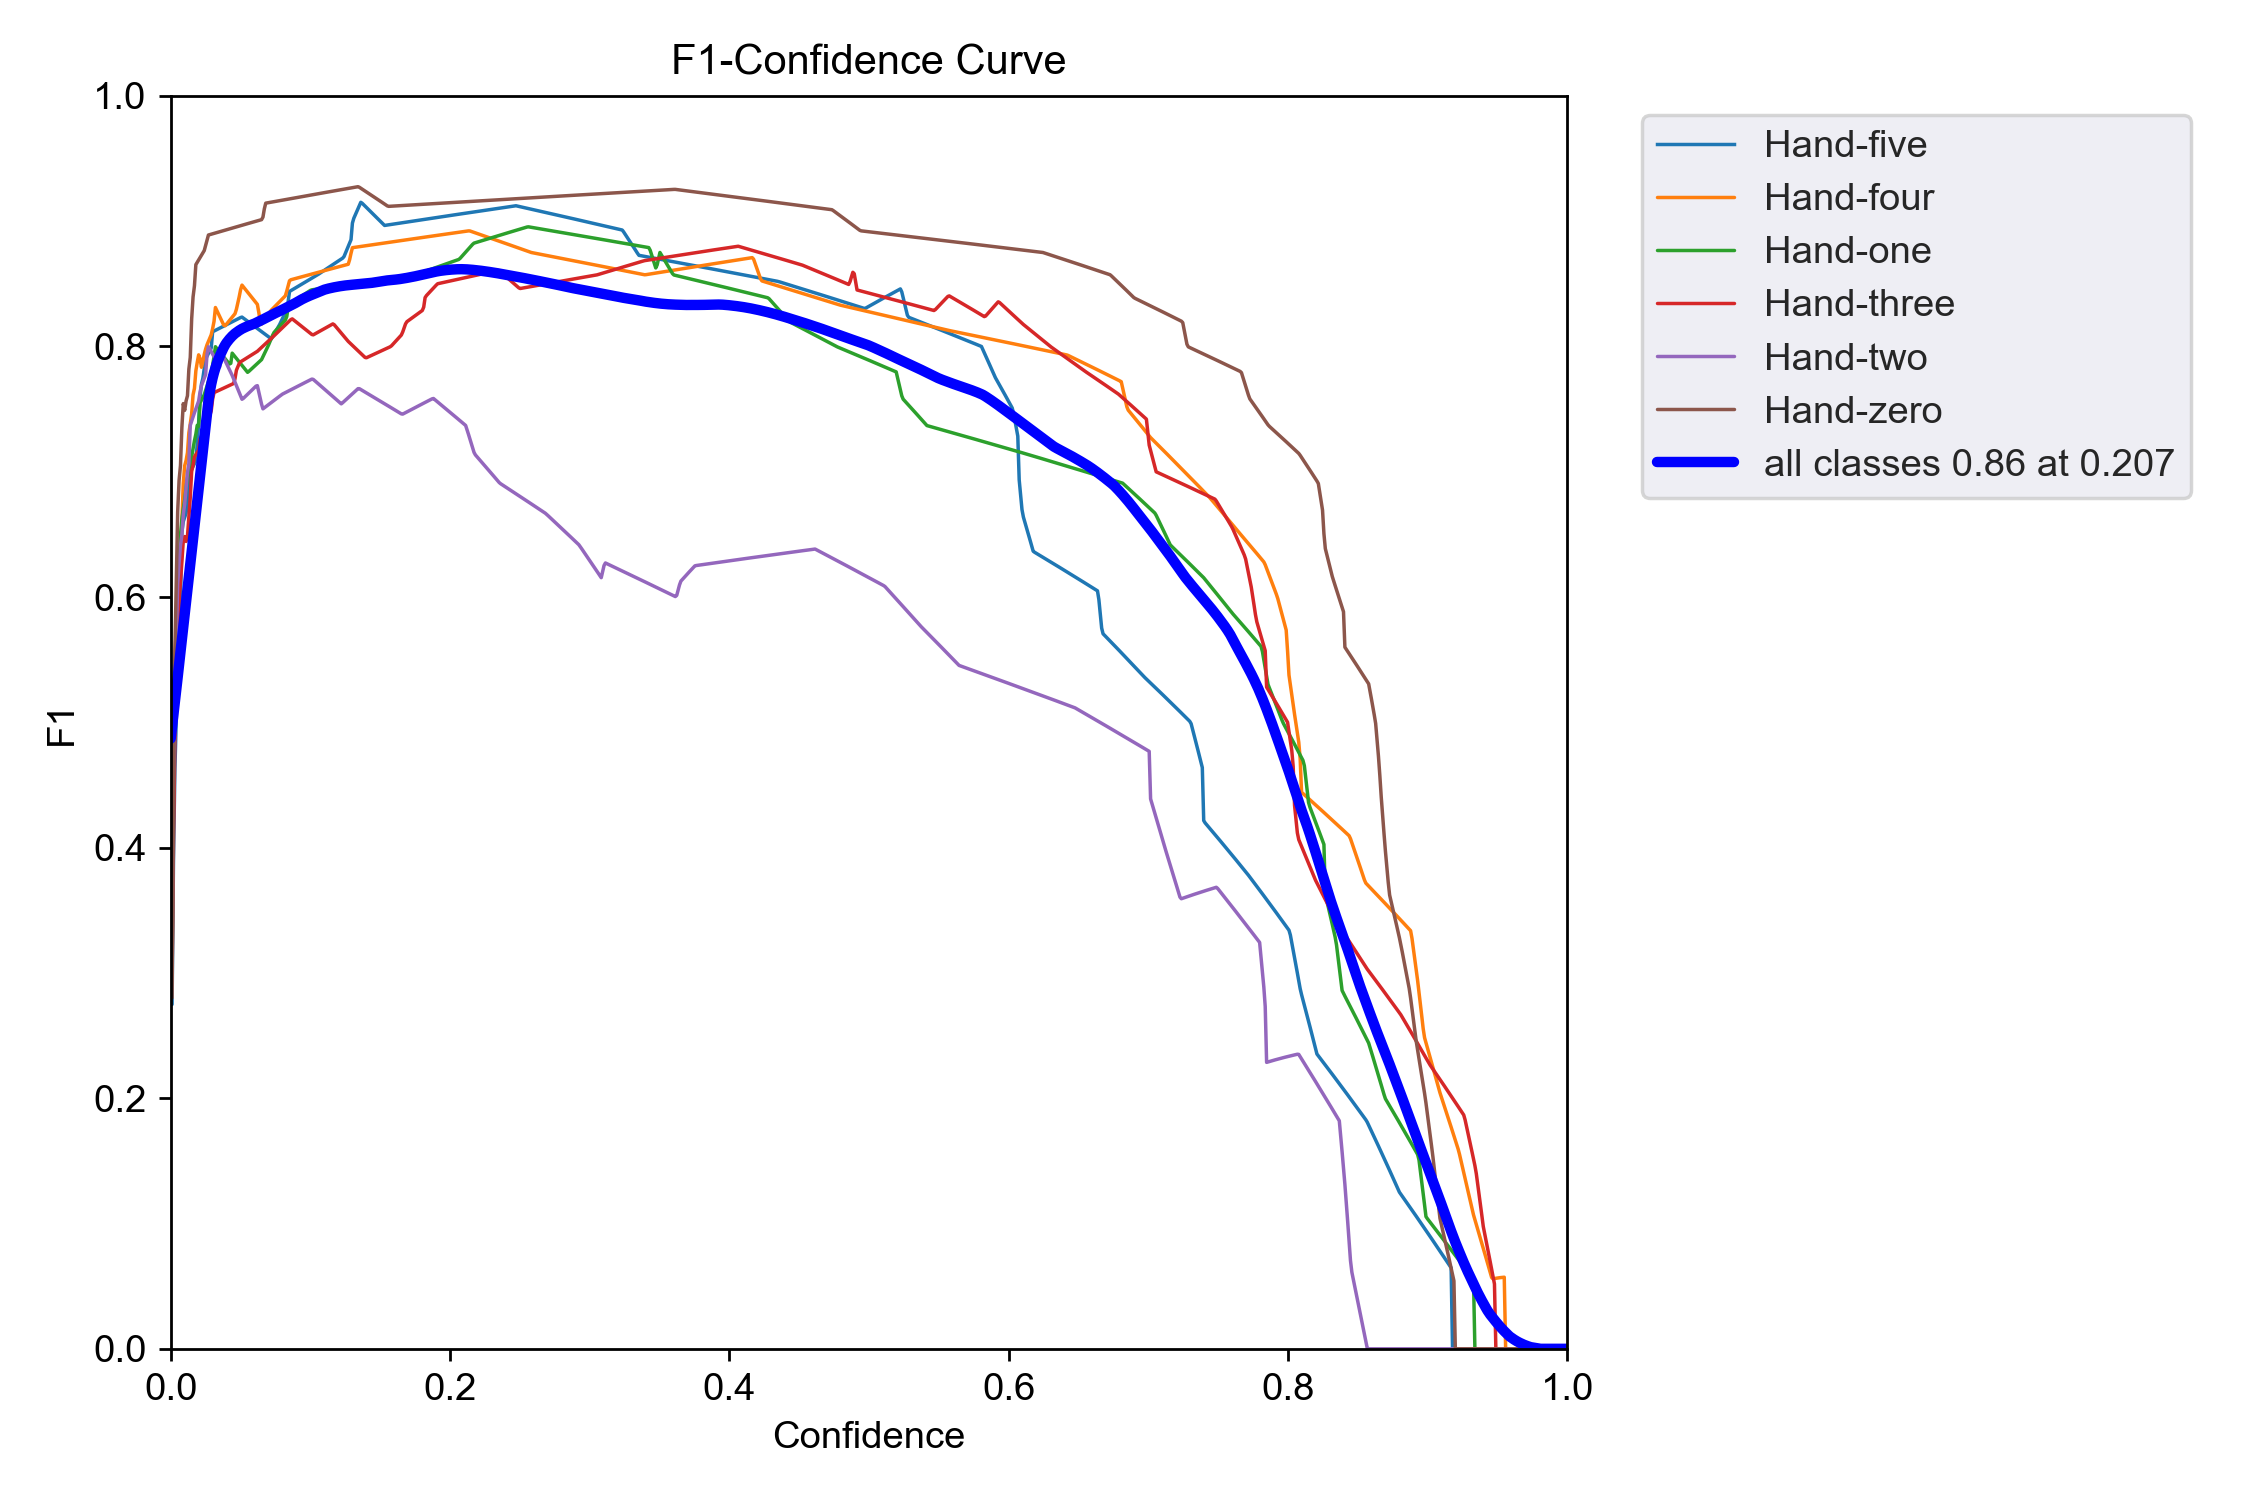 F1-Confidence Curve
1.0
0.8
0.6
0.4
0.2
0.0
F1
0.0 0.2 0.4 0.6 0.8 1.0
Confidence
Hand-five
Hand-four
Hand-one
Hand-three
Hand-two
Hand-zero
all classes 0.86 at 0.207